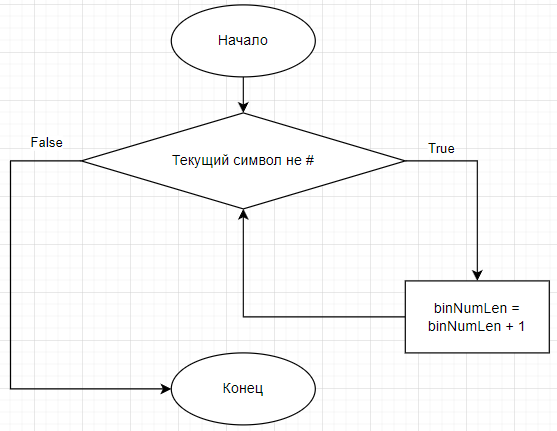 Начало
False
True
Текущий символ не #
binNumLen =
binNumLen + 1
Конец